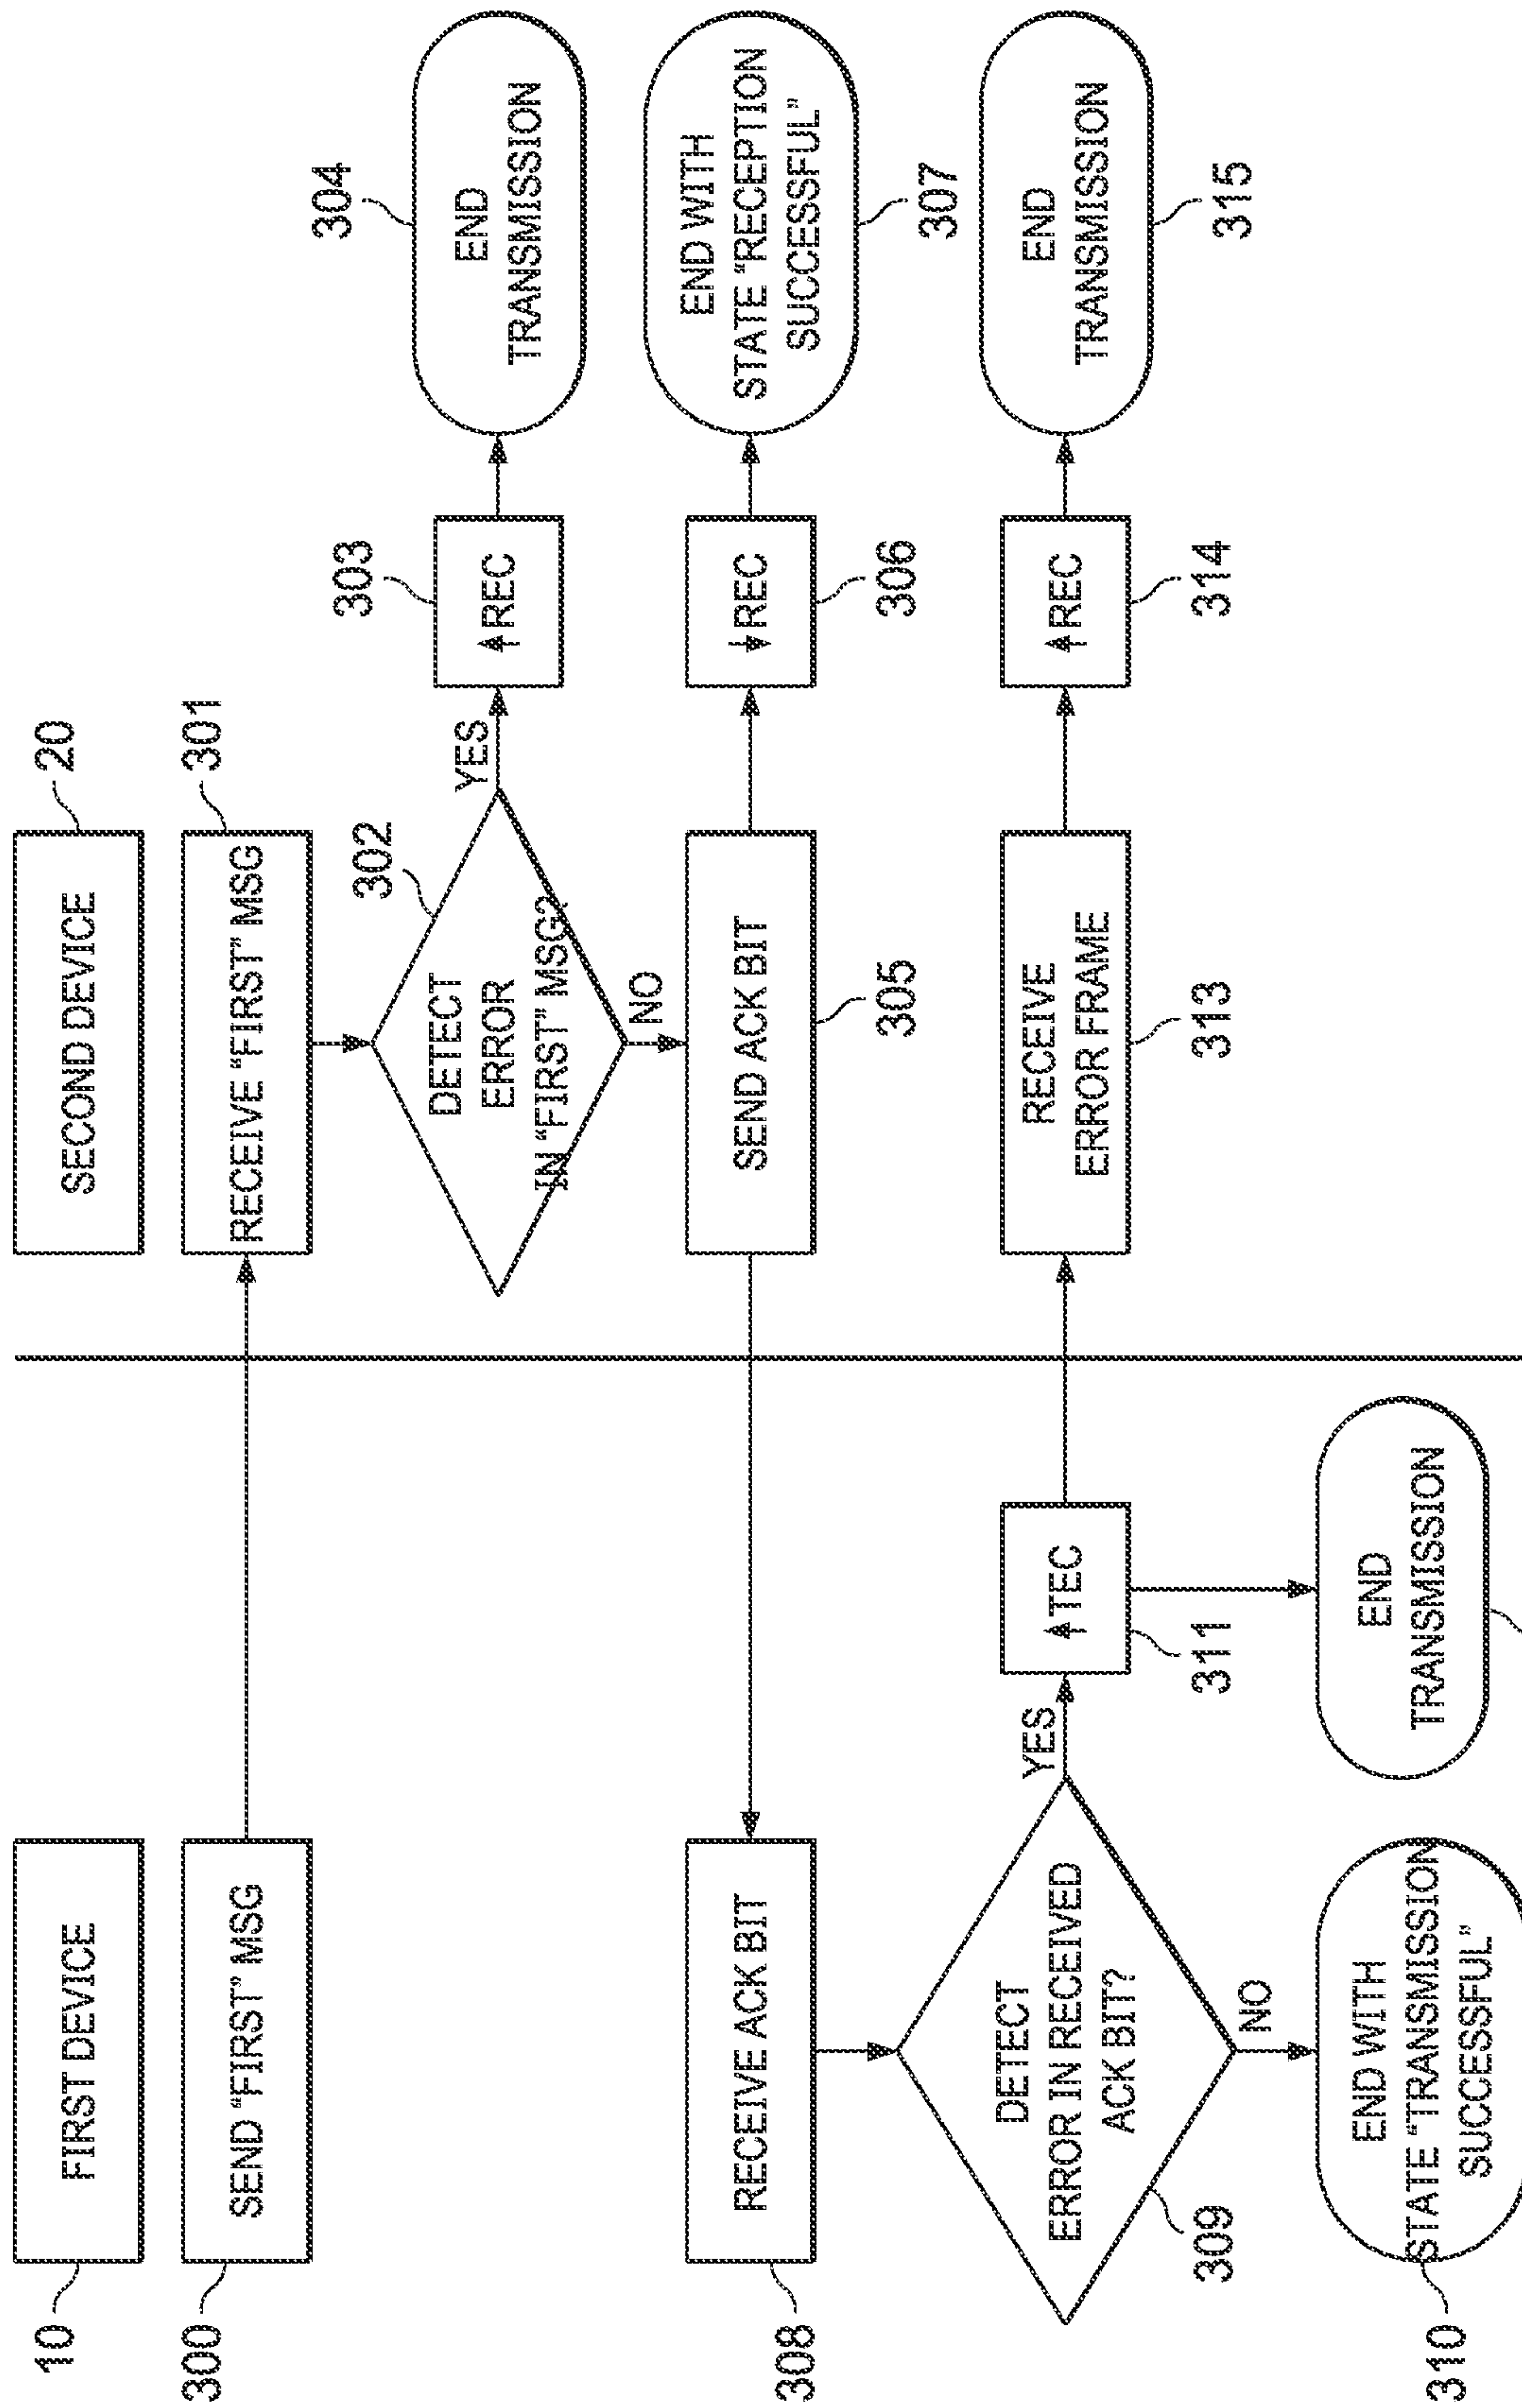 10
FIRST DEVICE
SECOND DEVICE
20
300
SEND "FIRST" MSG
RECEIVE "FIRST" MSG
301
302
DETECT
ERROR
IN "FIRST" MSG?
YES
303
↑REC
304
END
TRANSMISSION
NO
308
RECEIVE ACK BIT
SEND ACK BIT
305
↓REC
306
END WITH
STATE "RECEPTION
SUCCESSFUL"
307
309
DETECT
ERROR IN RECEIVED
ACK BIT?
YES
↑TEC
311
RECEIVE
ERROR FRAME
313
↑REC
314
END
TRANSMISSION
315
NO
310
END WITH
STATE "TRANSMISSION
SUCCESSFUL"
END
TRANSMISSION